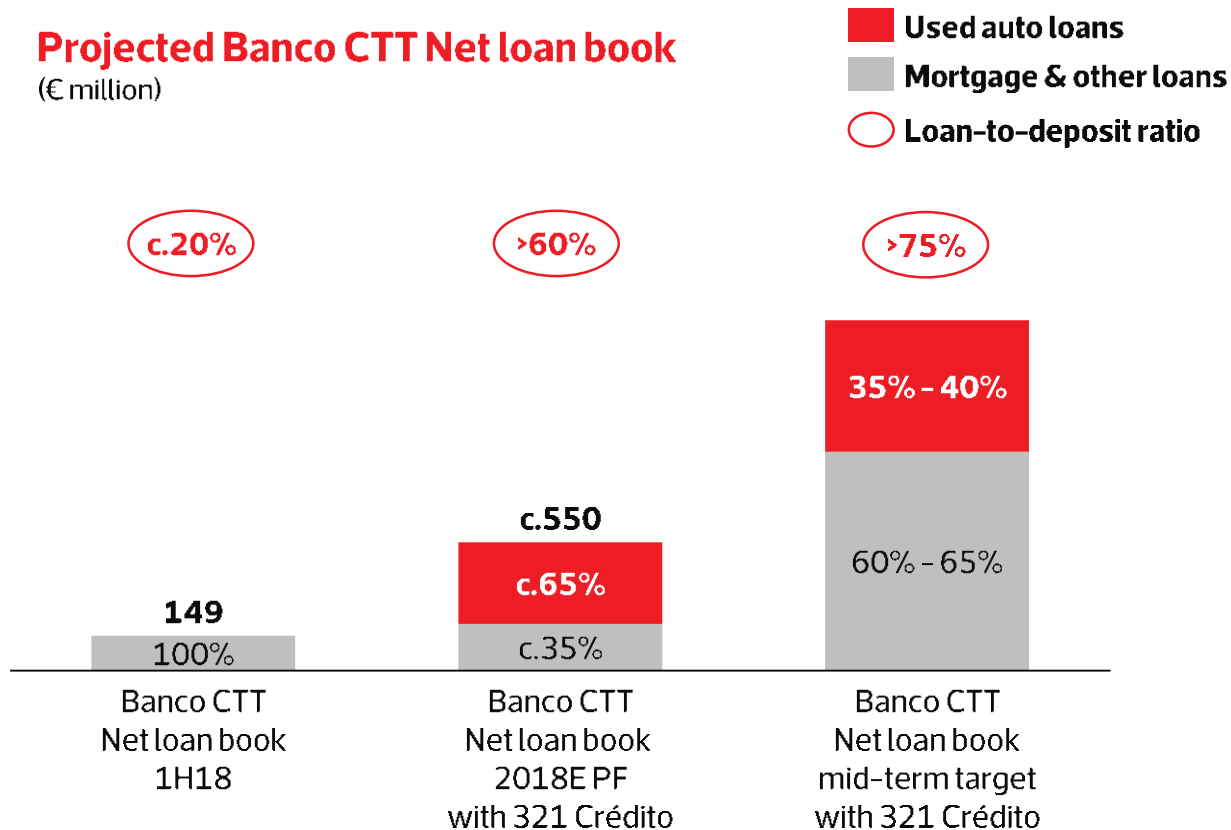 Projected Banco CTT Net loan book
(€ million)
Used auto loans
Mortgage & other loans
Loan-to-deposit ratio
c.20%
>60%
>75%
149
100%
c.550
c.65%
c.35%
35% - 40%
60% - 65%
Banco CTT
Net loan book
1H18
Banco CTT
Net loan book
2018E PF
with 321 Crédito
Banco CTT
Net loan book
mid-term target
with 321 Crédito